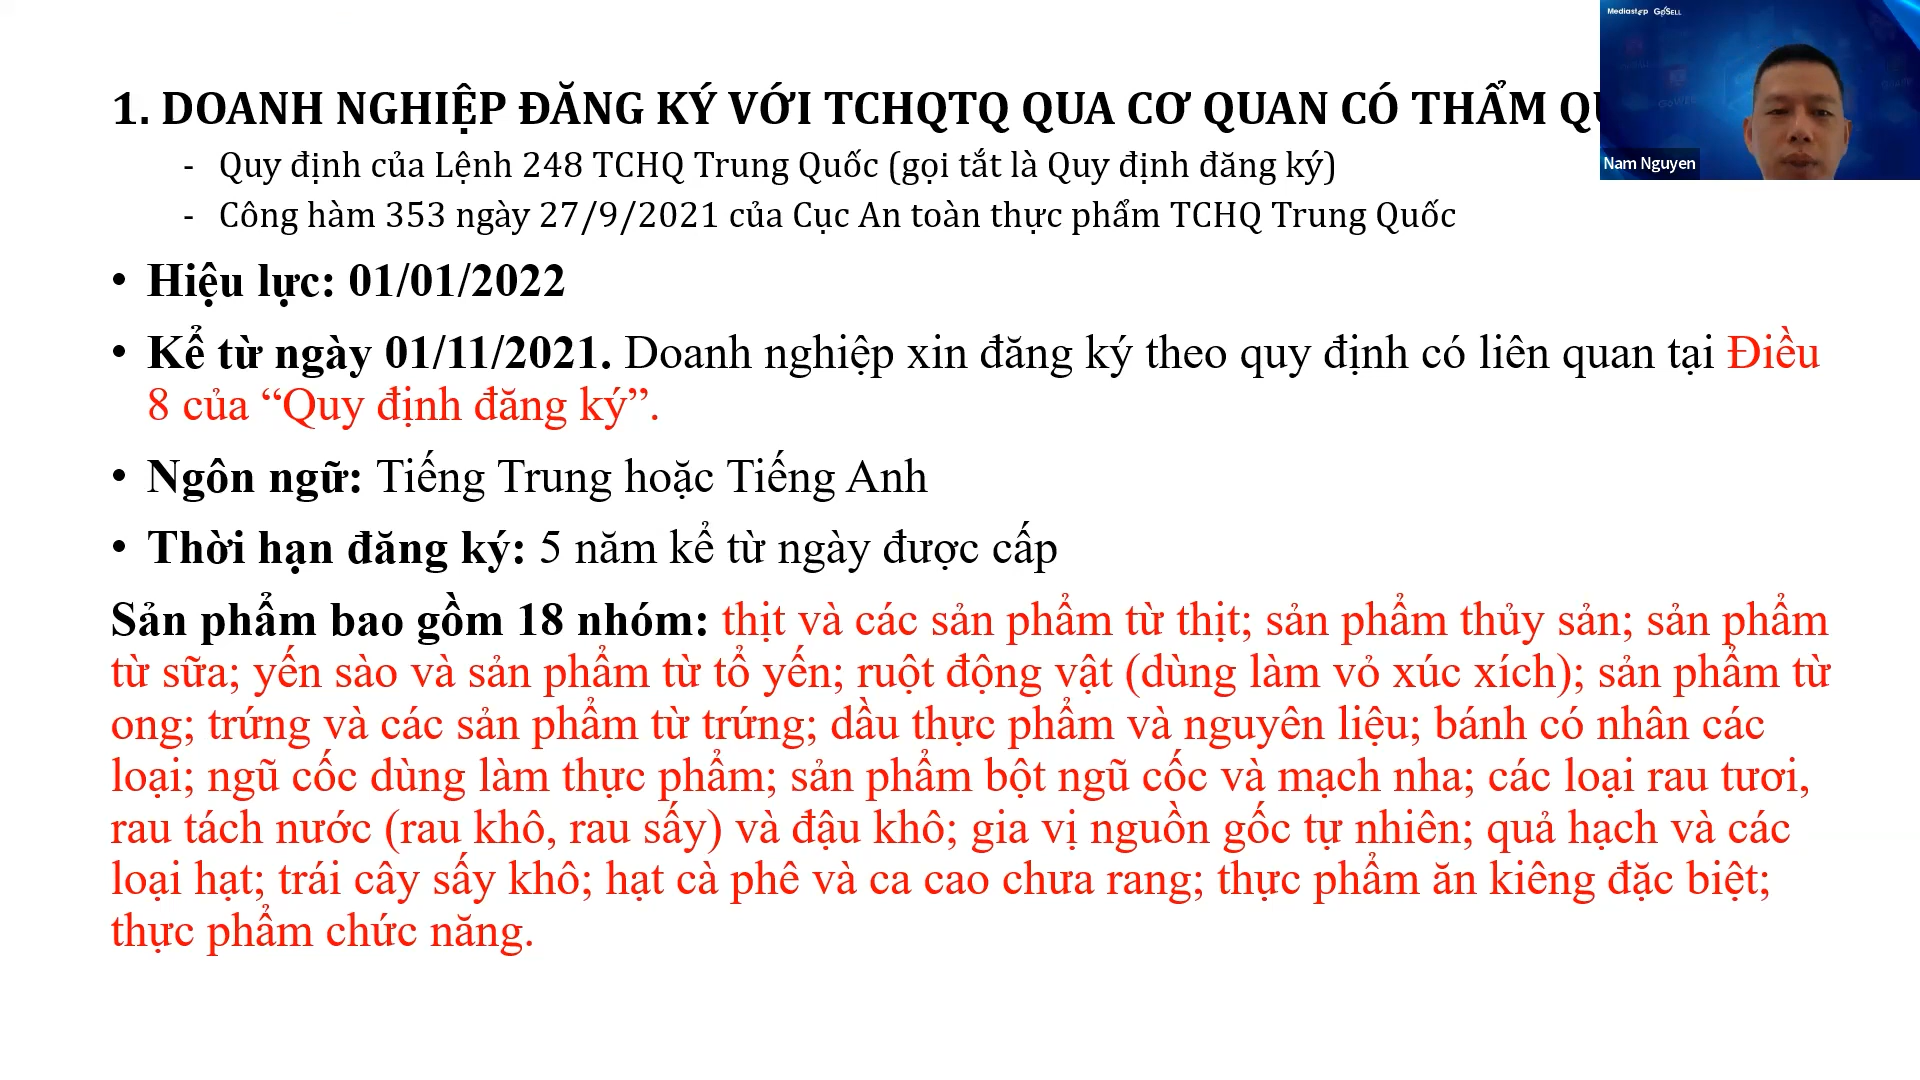 Mediastep GoSELL
Nam Nguyen
1. DOANH NGHIỆP ĐĂNG KÝ VỚI TCHQTQ QUA CƠ QUAN CÓ THẨM
- Quy định của Lệnh 248 TCHQ Trung Quốc (gọi tắt là Quy định đăng ký)
- Công hàm 353 ngày 27/9/2021 của Cục An toàn thực phẩm TCHQ Trung Quốc
• Hiệu lực: 01/01/2022
• Kể từ ngày 01/11/2021. Doanh nghiệp xin đăng ký theo quy định có liên quan tại Điều
8 của “Quy định đăng ký”.
• Ngôn ngữ: Tiếng Trung hoặc Tiếng Anh
• Thời hạn đăng ký: 5 năm kể từ ngày được cấp
Sản phẩm bao gồm 18 nhóm: thịt và các sản phẩm từ thịt; sản phẩm thủy sản; sản phẩm
từ sữa; yến sào và sản phẩm từ tổ yến; ruột động vật (dùng làm vỏ xúc xích); sản phẩm từ
ong; trứng và các sản phẩm từ trứng; dầu thực phẩm và nguyên liệu; bánh có nhân các
loại; ngũ cốc dùng làm thực phẩm; sản phẩm bột ngũ cốc và mạch nha; các loại rau tươi,
rau tách nước (rau khô, rau sấy) và đậu khô; gia vị nguồn gốc tự nhiên; quả hạch và các
loại hạt; trái cây sấy khô; hạt cà phê và ca cao chưa rang; thực phẩm ăn kiêng đặc biệt;
thực phẩm chức năng.